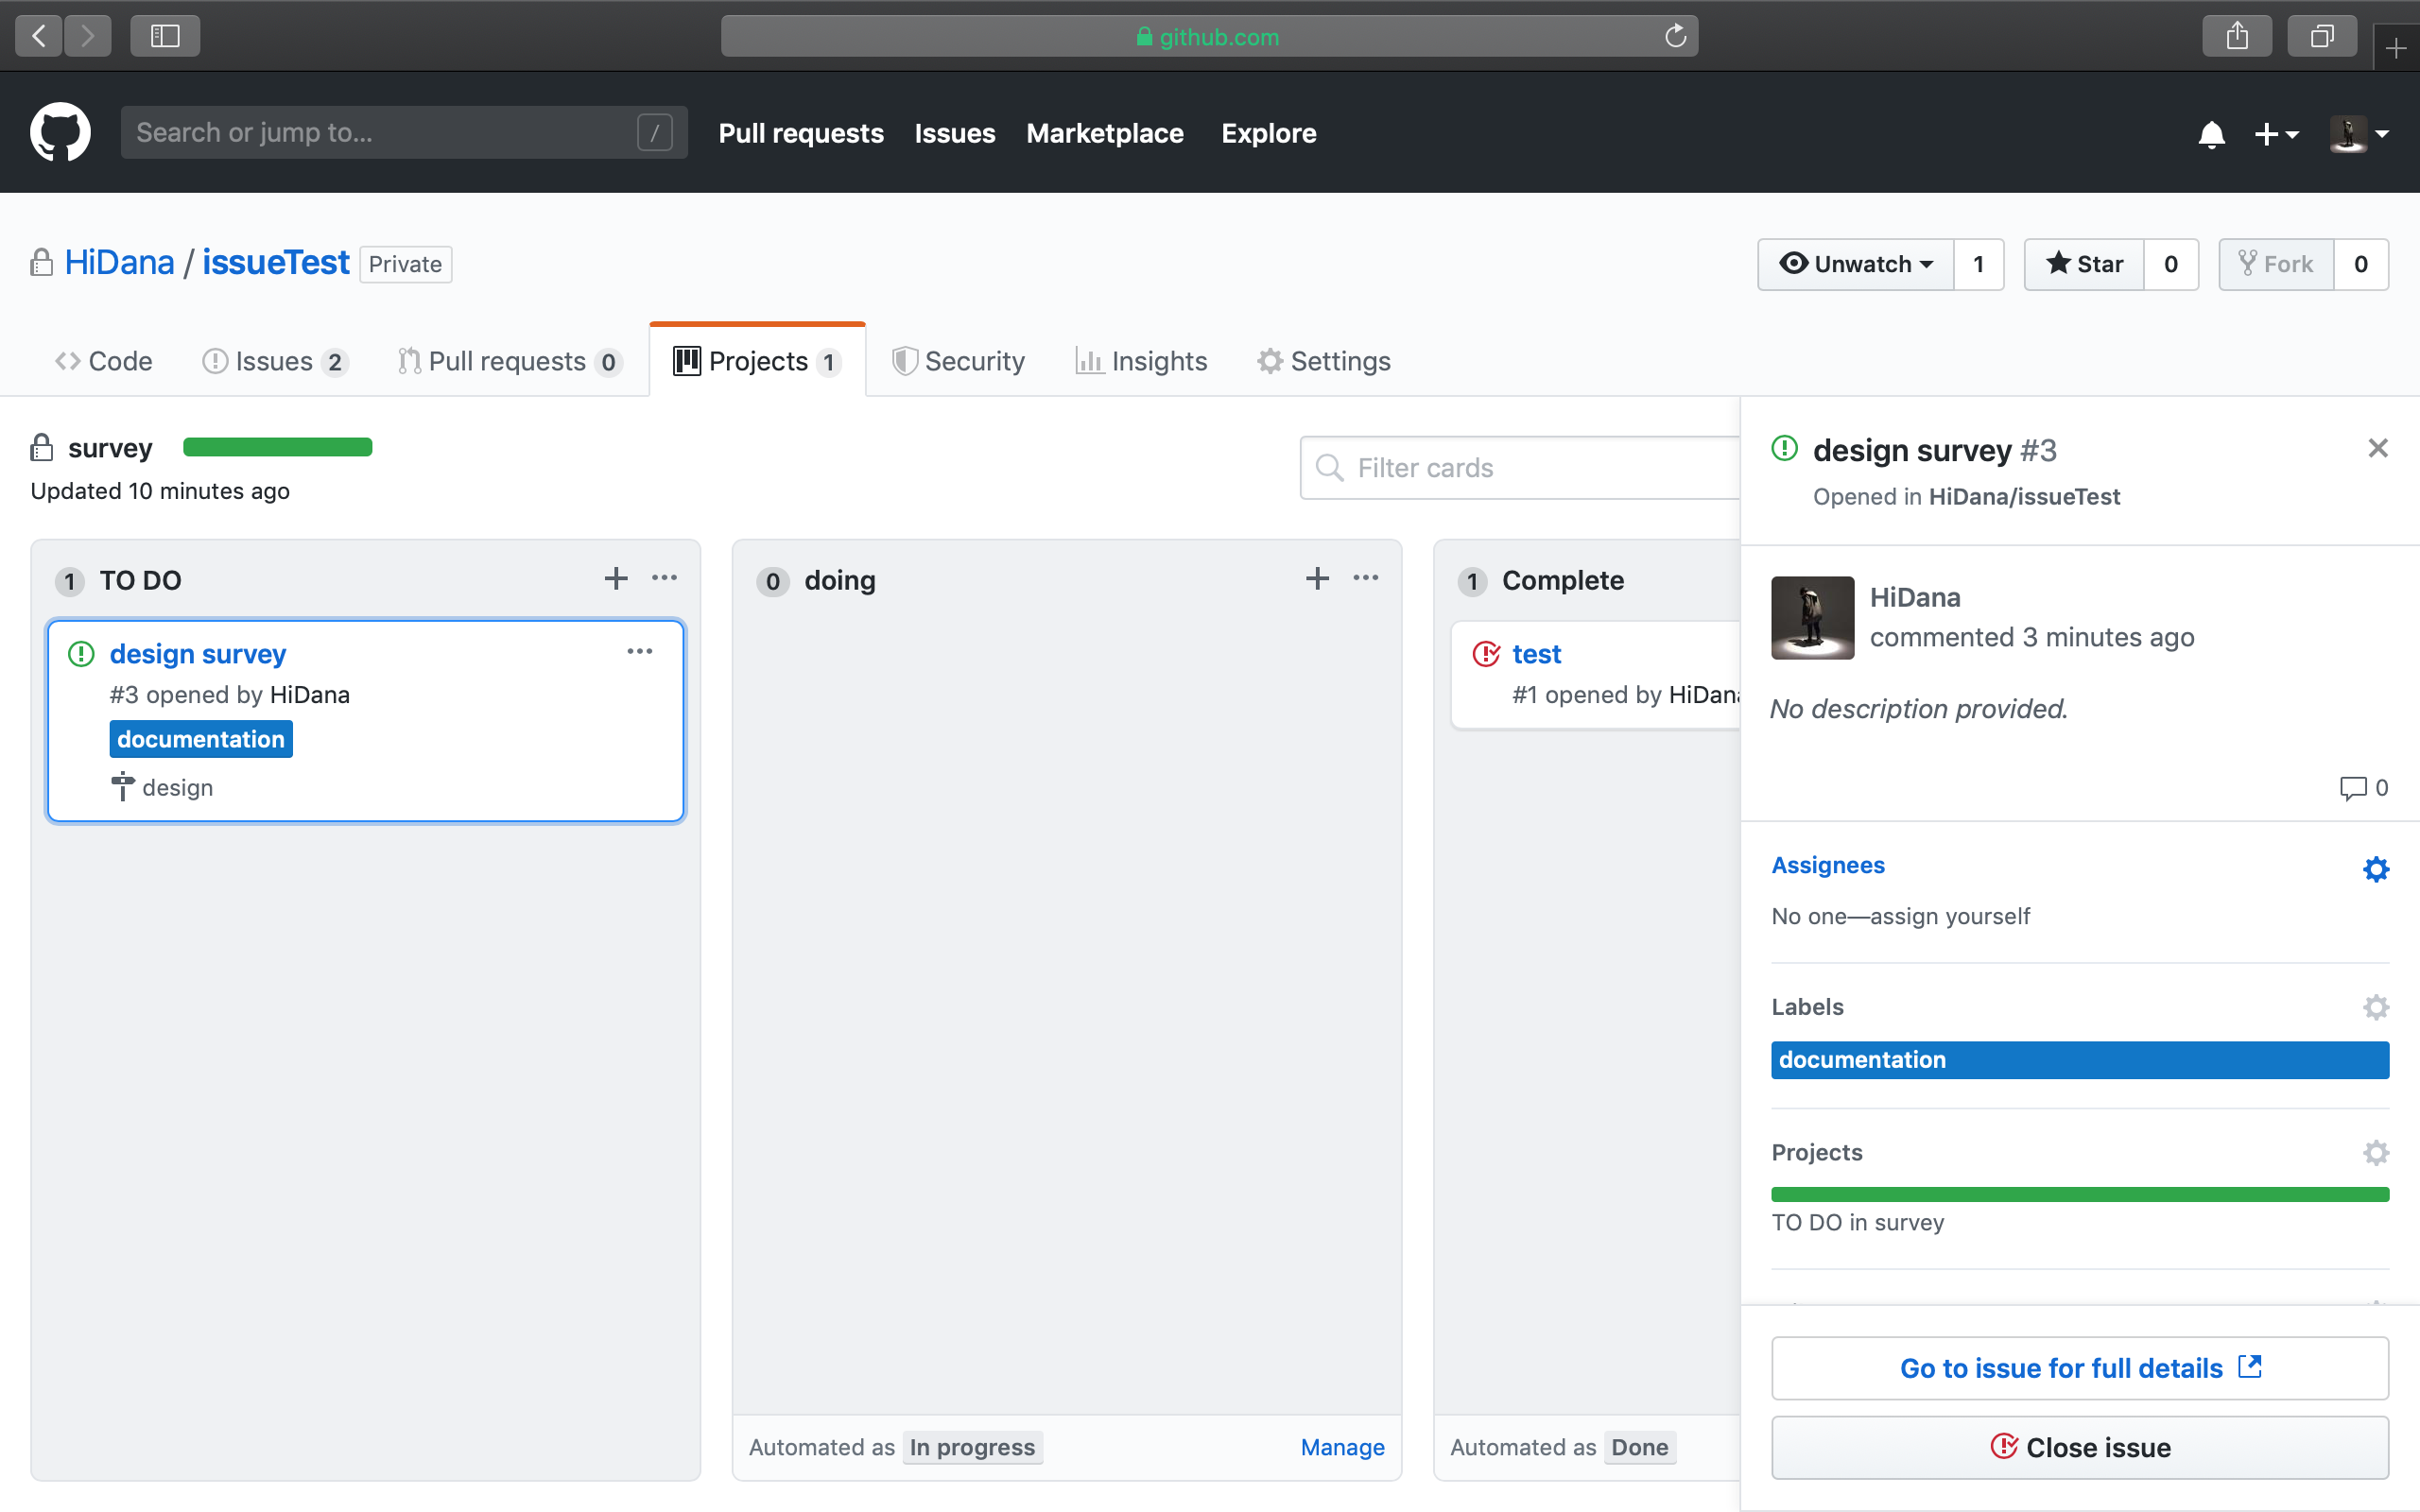 github.com
Search or jump to... /
Pull requests Issues Marketplace Explore
HiDana / issueTest Private
Unwatch 1 Star 0 Fork 0
Code Issues 2 Pull requests 0 Projects 1 Security Insights Settings
survey
Updated 10 minutes ago
Filter cards
1 TO DO
design survey
#3 opened by HiDana
documentation
design
0 doing
Automated as In progress Manage
1 Complete
test
#1 opened by HiDana
Automated as Done
design survey #3
Opened in HiDana/issueTest
HiDana
commented 3 minutes ago
No description provided.
0
Assignees
No one—assign yourself
Labels
documentation
Projects
TO DO in survey
Go to issue for full details
Close issue